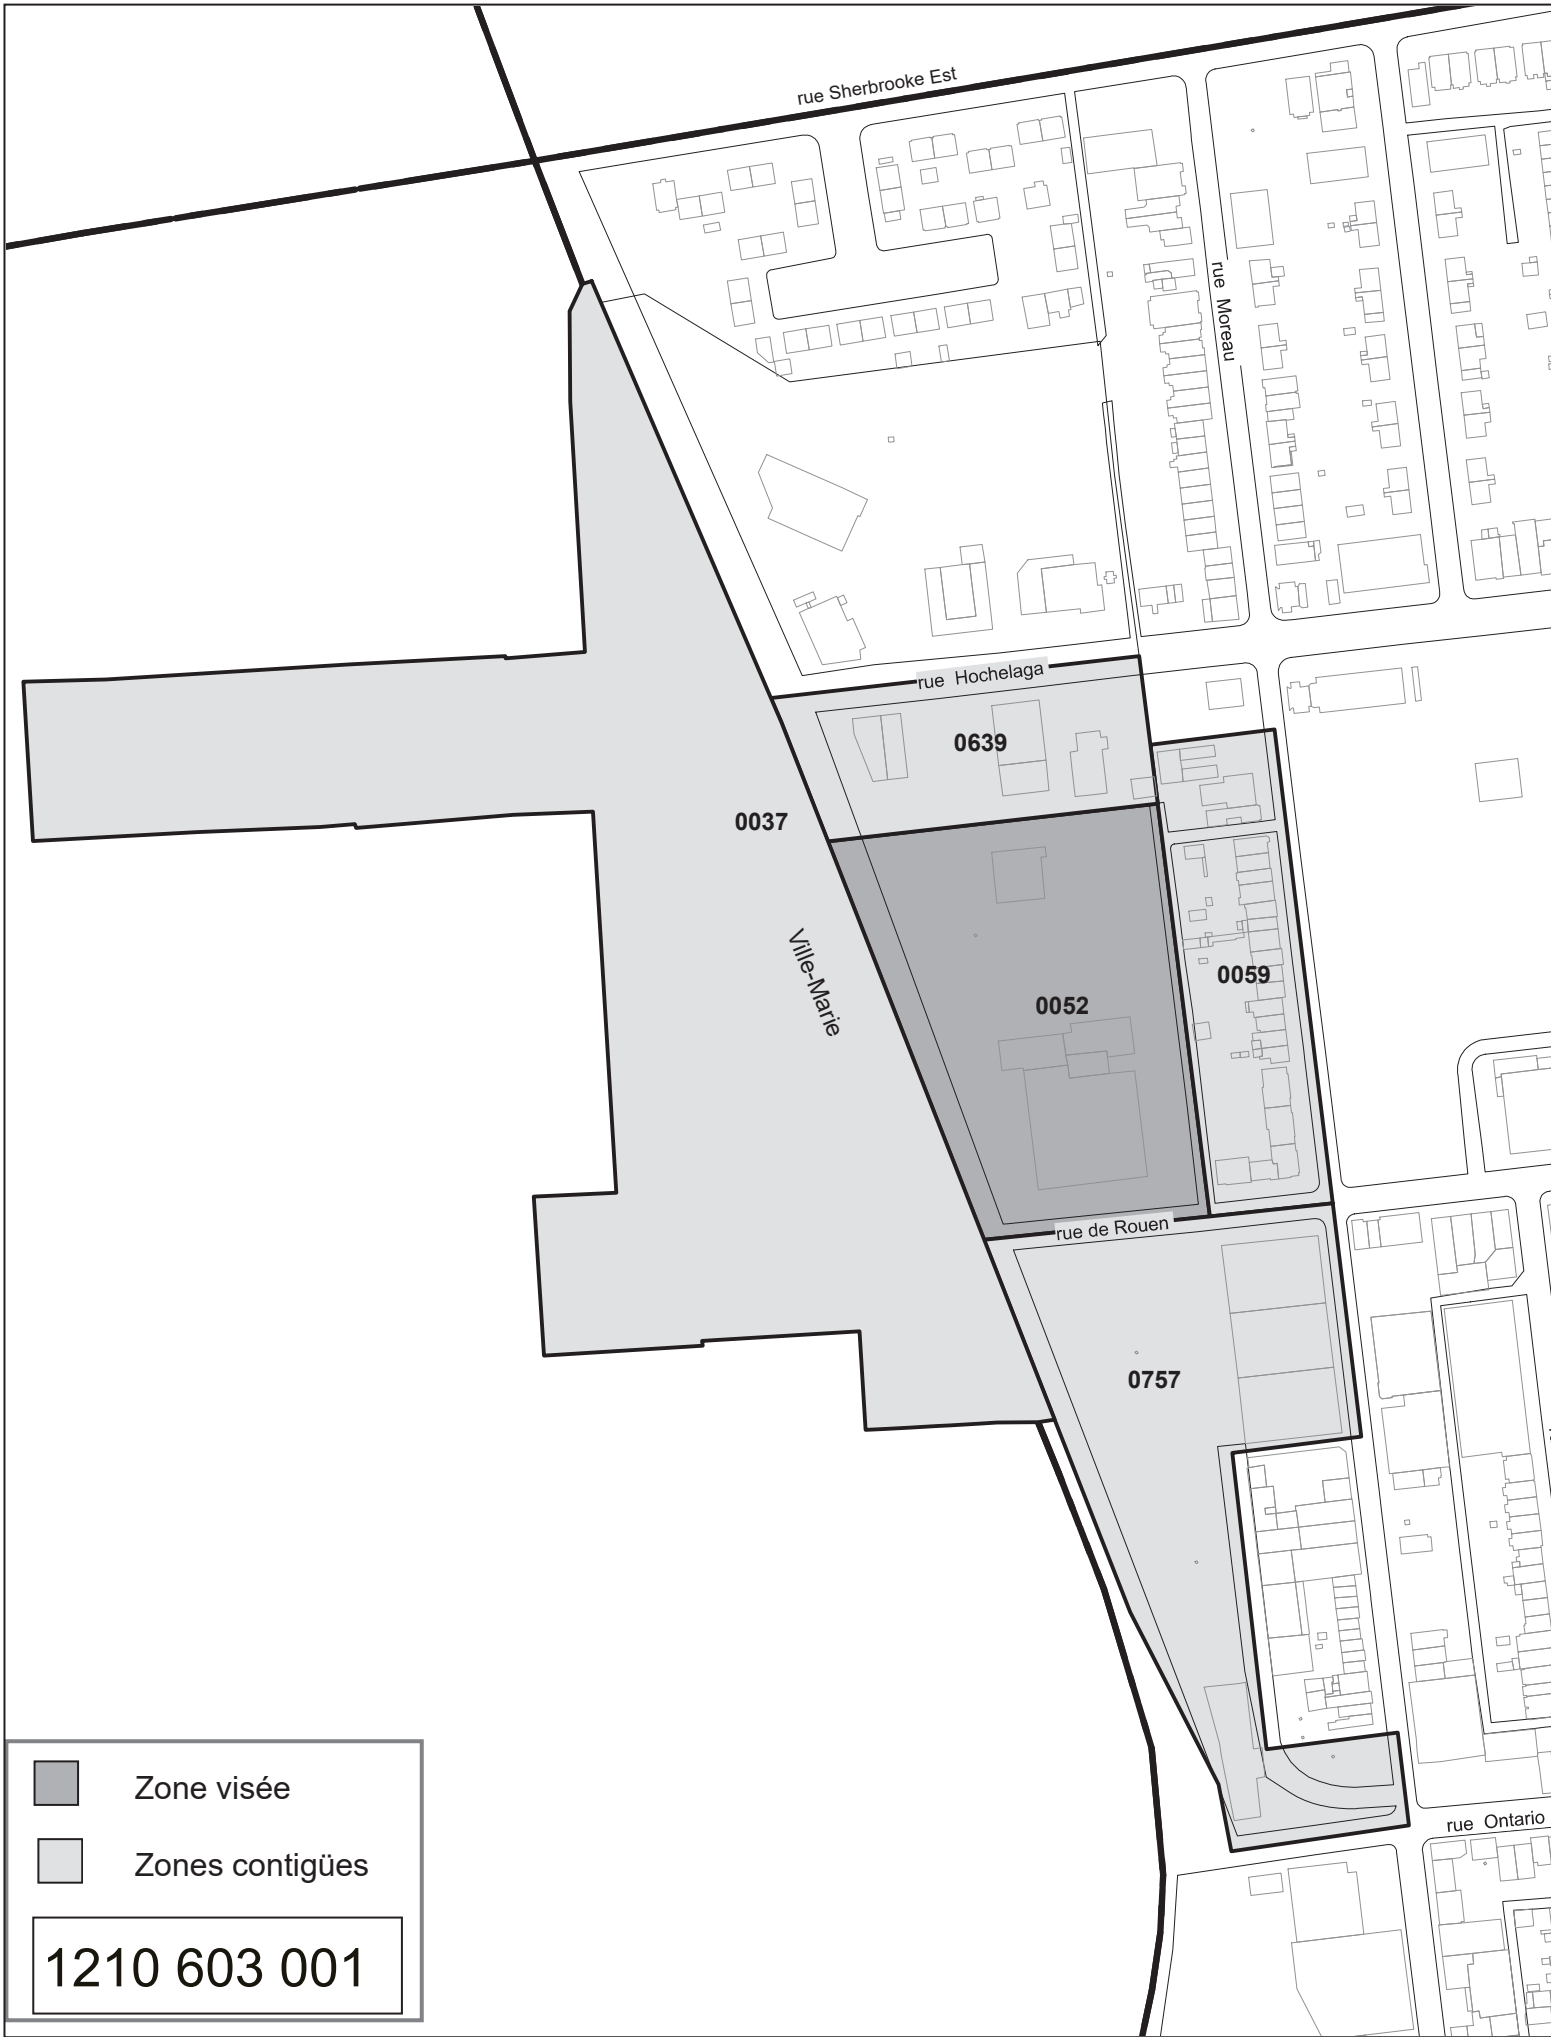 rue Sherbrooke Est
rue Moreau
rue Hochelaga
0639
0037
Ville-Marie
0059
0052
rue de Rouen
0757
rue Ontario
Zone visée
Zones contigües
1210 603 001